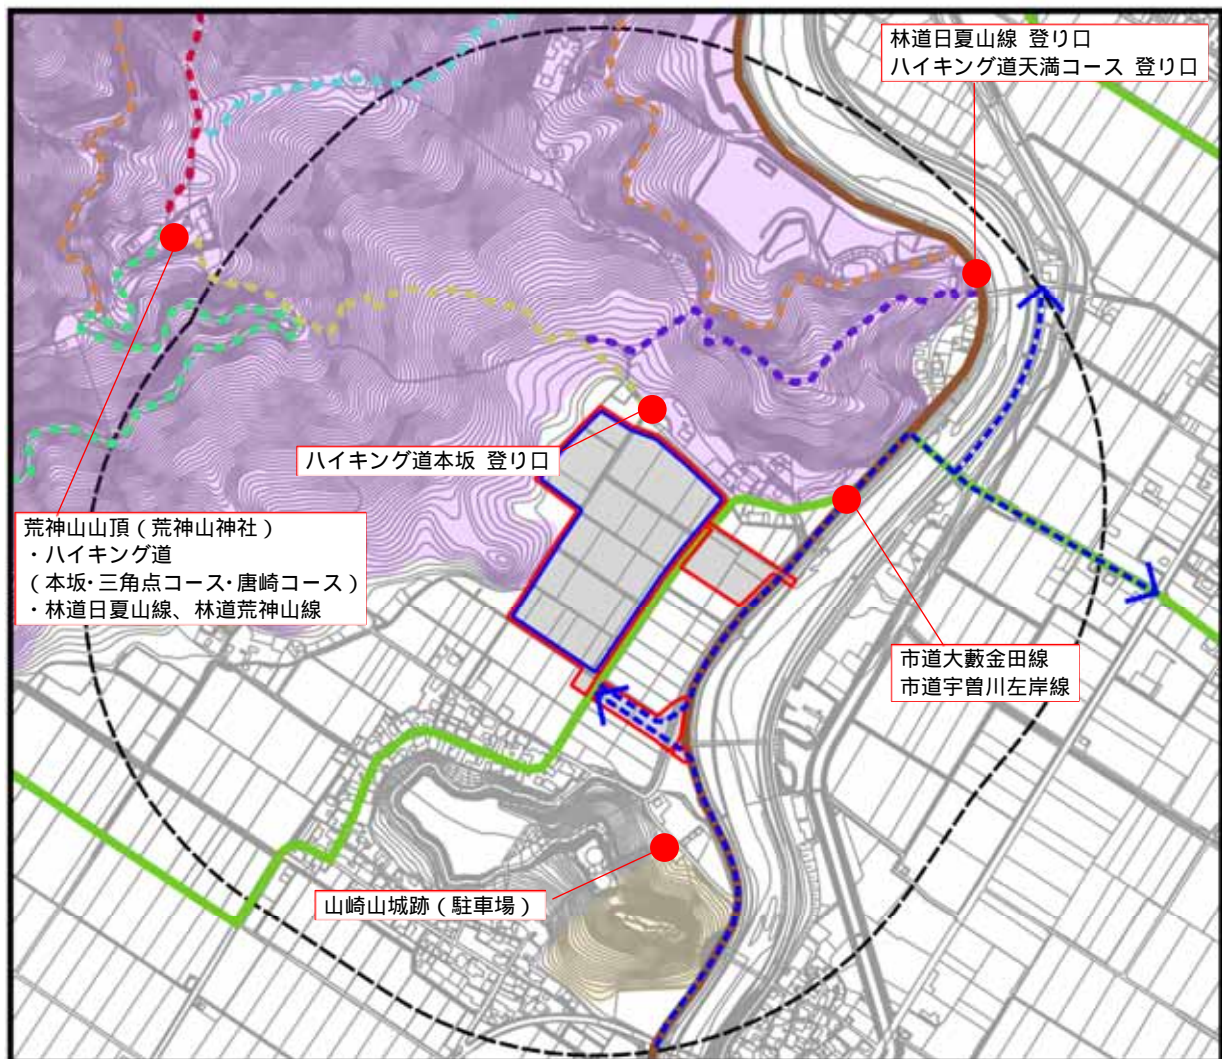 林道日夏山線 登り口
ハイキング道天満コース 登り口
ハイキング道本坂 登り口
荒神山山頂（荒神山神社）
・ハイキング道
（本坂・三角点コース・唐崎コース）
・林道日夏山線、林道荒神山線
市道大藪金田線
市道宇曽川左岸線
山崎山城跡（駐車場）